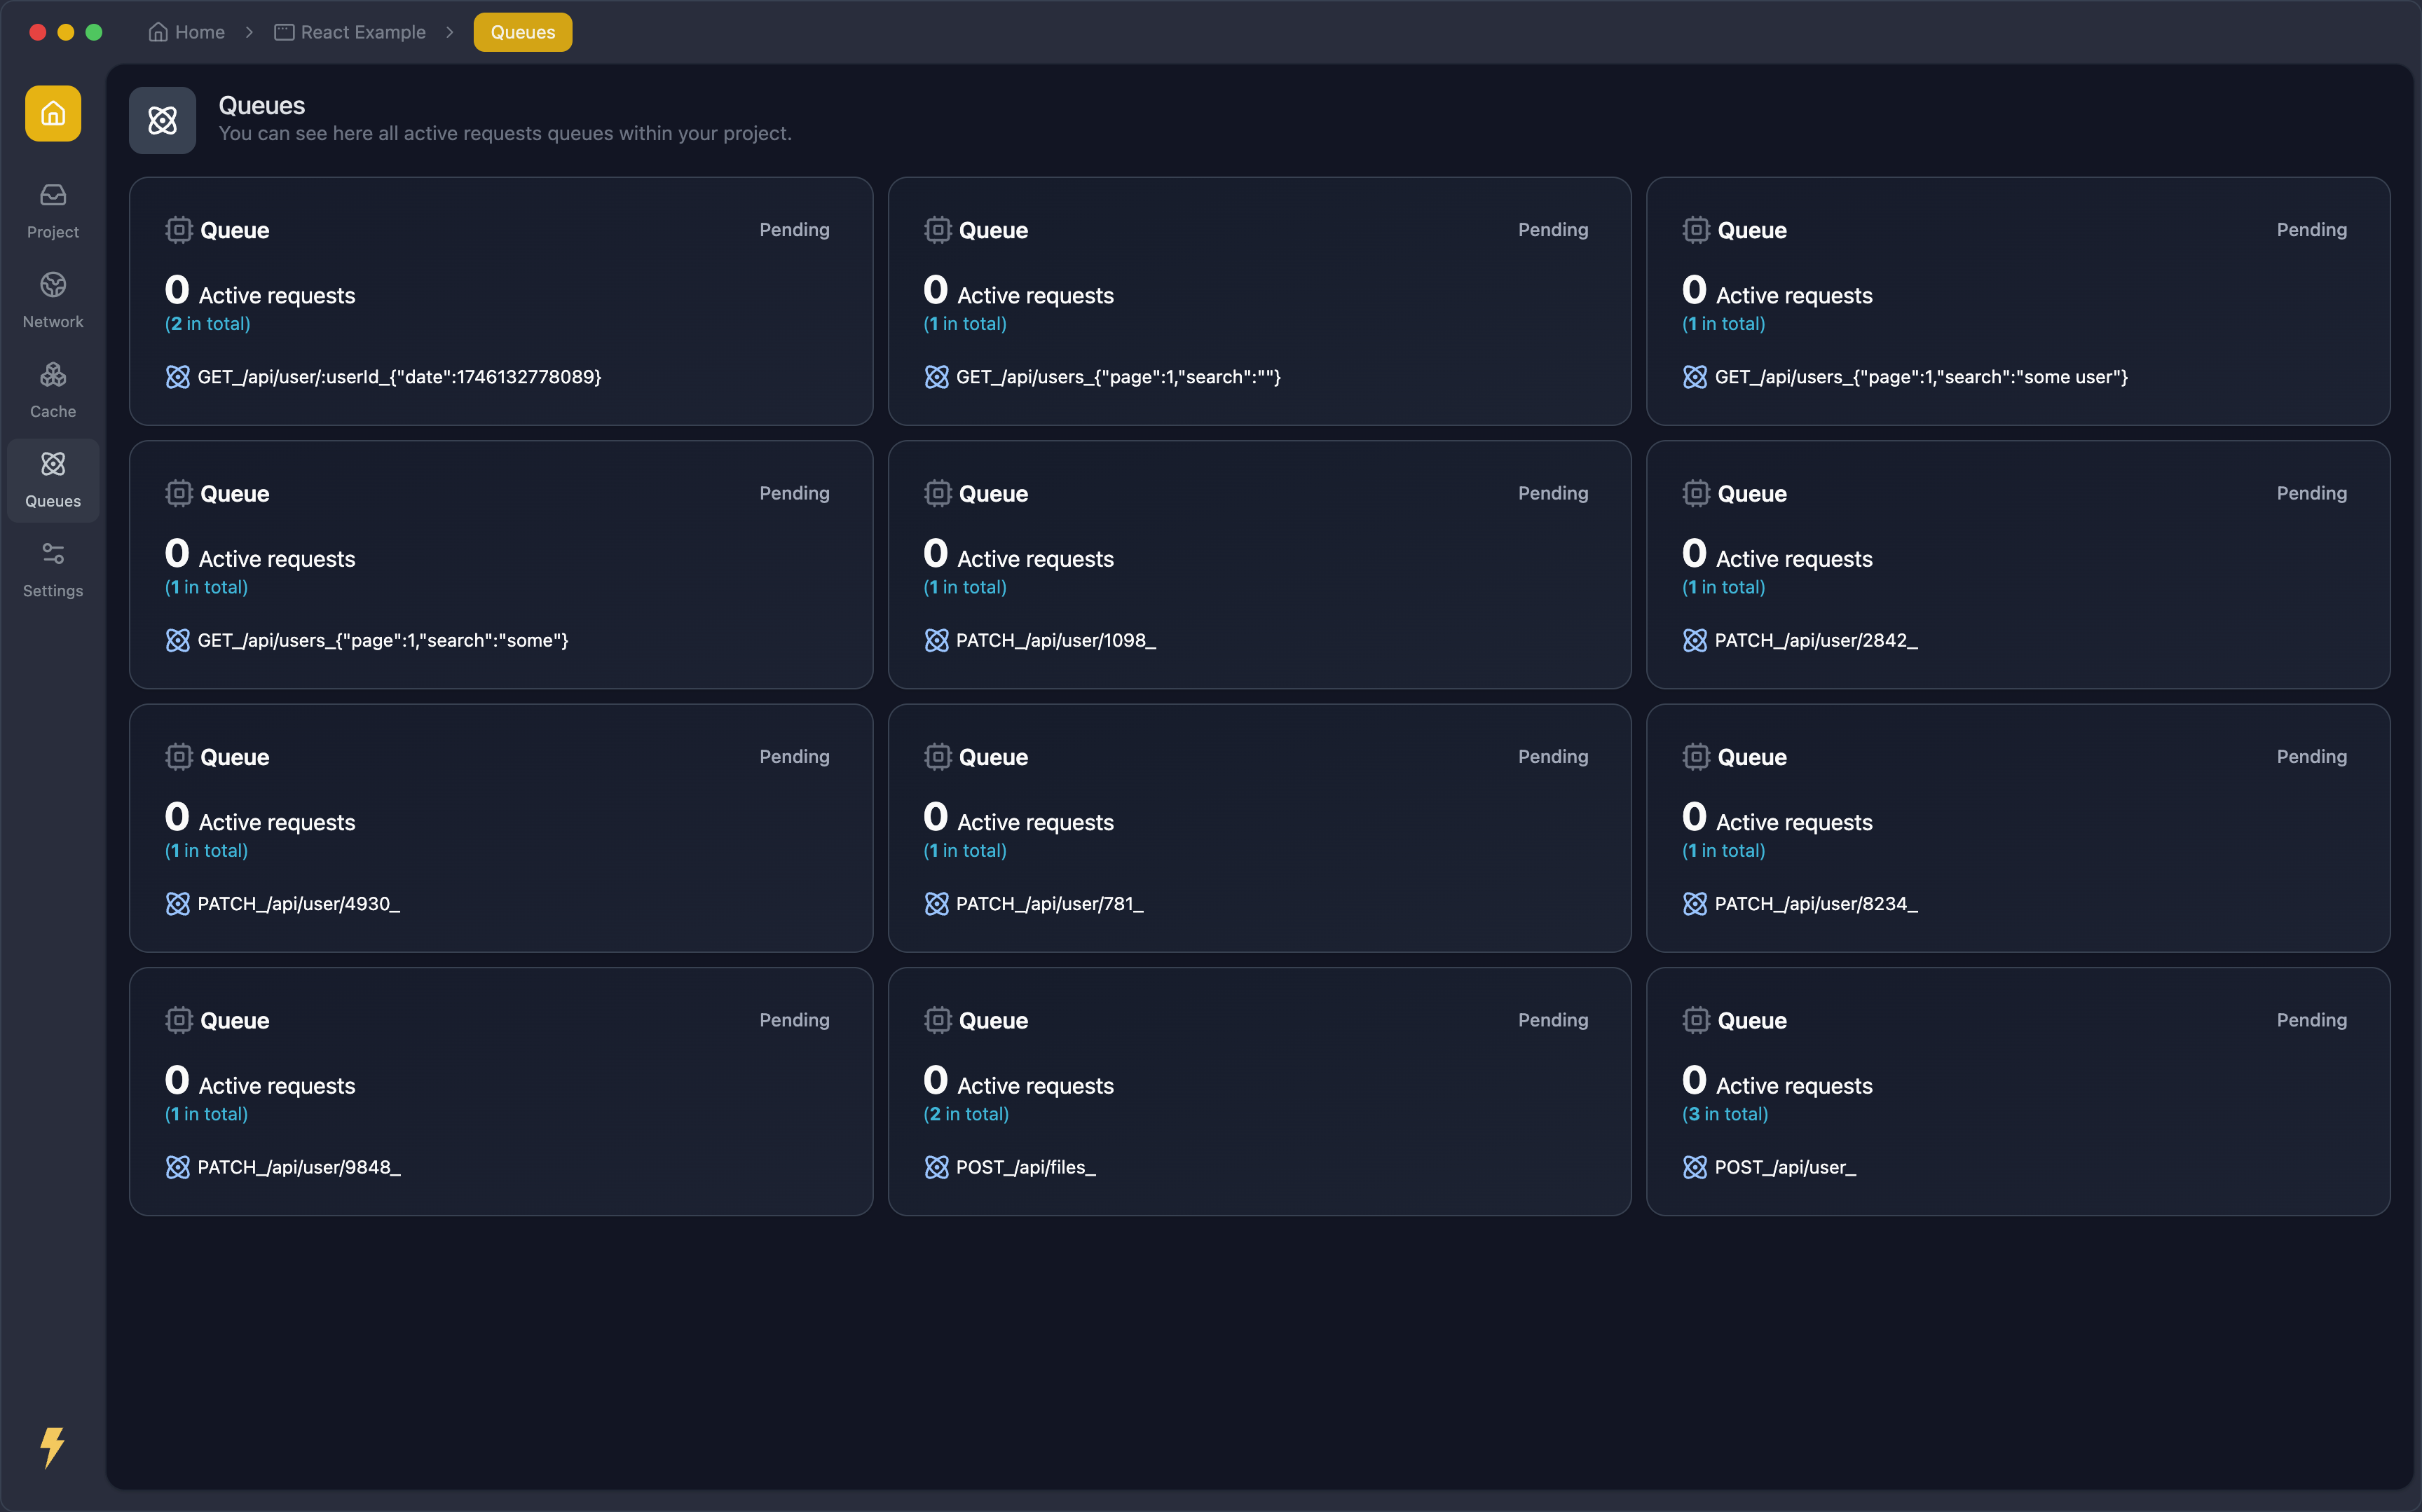 Home > React Example > Queues
Project
Network
Cache
Queues
Settings
Queues
You can see here all active requests queues within your project.
Queue Pending
0 Active requests
(2 in total)
GET_/api/user/:userId_{"date":1746132778089}
Queue Pending
0 Active requests
(1 in total)
GET_/api/users_{"page":1,"search":""}
Queue Pending
0 Active requests
(1 in total)
GET_/api/users_{"page":1,"search":"some user"}
Queue Pending
0 Active requests
(1 in total)
GET_/api/users_{"page":1,"search":"some"}
Queue Pending
0 Active requests
(1 in total)
PATCH_/api/user/1098_
Queue Pending
0 Active requests
(1 in total)
PATCH_/api/user/2842_
Queue Pending
0 Active requests
(1 in total)
PATCH_/api/user/4930_
Queue Pending
0 Active requests
(1 in total)
PATCH_/api/user/781_
Queue Pending
0 Active requests
(1 in total)
PATCH_/api/user/8234_
Queue Pending
0 Active requests
(1 in total)
PATCH_/api/user/9848_
Queue Pending
0 Active requests
(2 in total)
POST_/api/files_
Queue Pending
0 Active requests
(3 in total)
POST_/api/user_